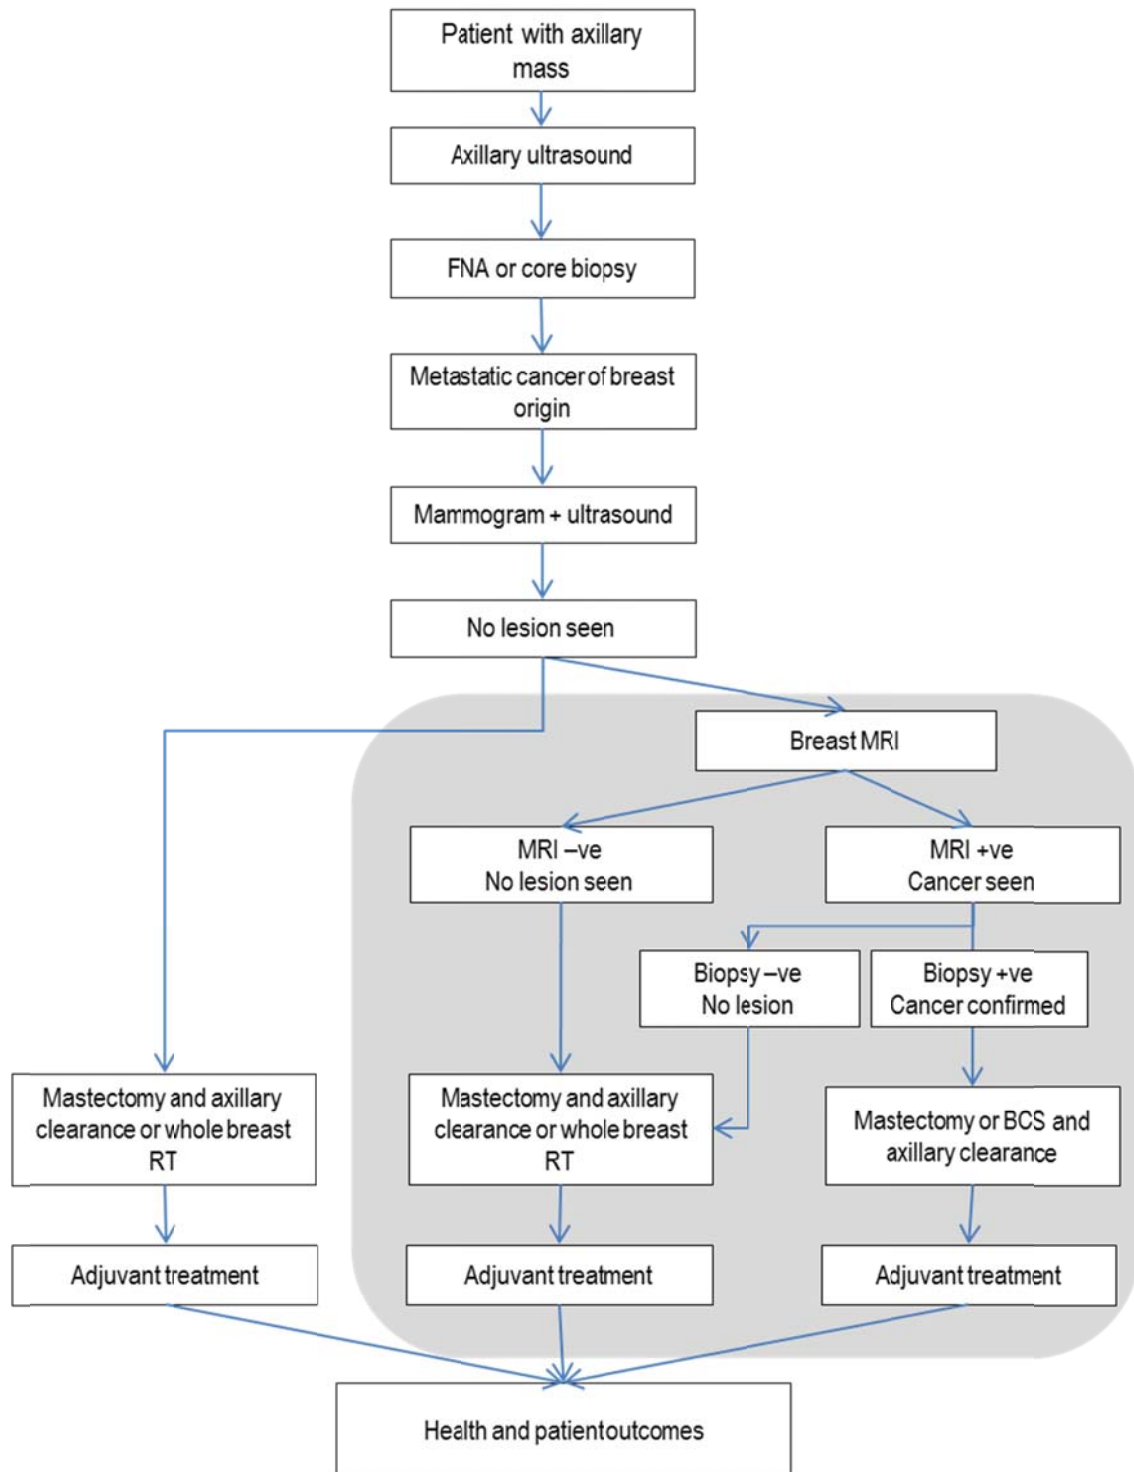 Patient with axillary
mass
Axillary ultrasound
FNA or core biopsy
Metastatic cancer of breast
origin
Mammogram + ultrasound
No lesion seen
Breast MRI
MRI –ve
No lesion seen
MRI +ve
Cancer seen
Biopsy –ve
No lesion
Biopsy +ve
Cancer confirmed
Mastectomy and axillary
clearance or whole breast
RT
Mastectomy and axillary
clearance or whole breast
RT
Mastectomy or BCS and
axillary clearance
Adjuvant treatment
Adjuvant treatment
Adjuvant treatment
Health and patient outcomes